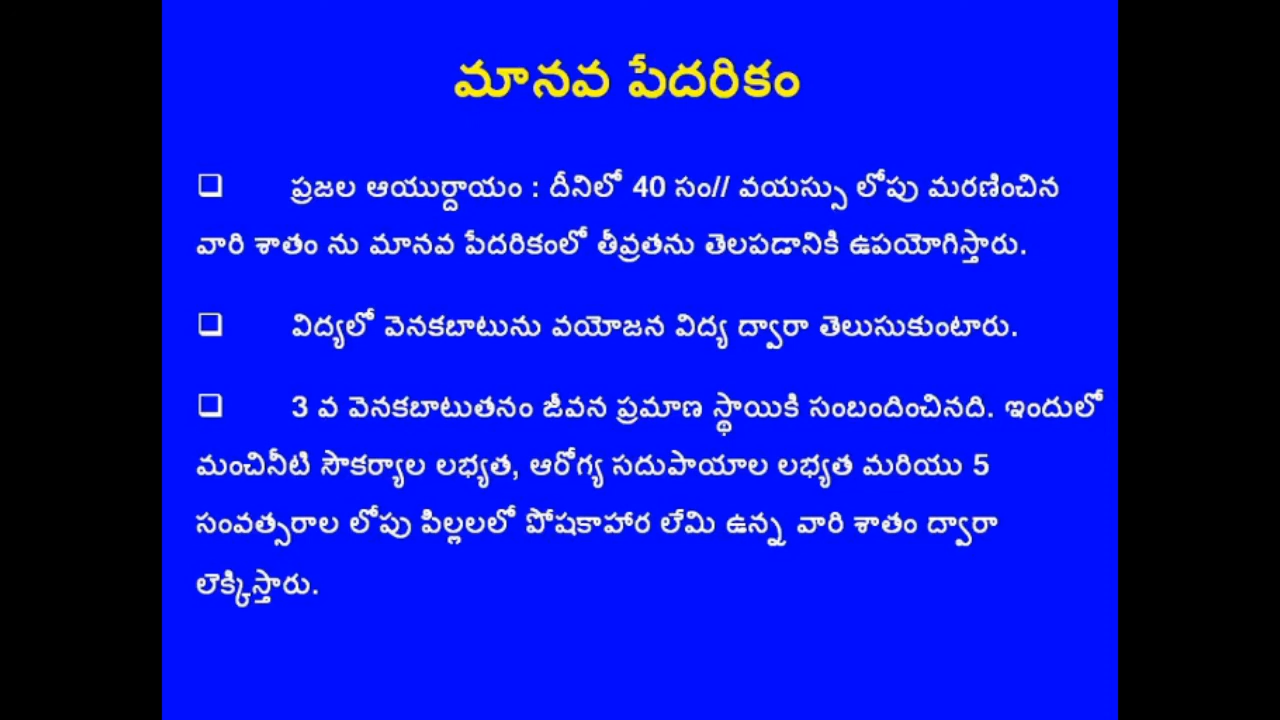 మానవ పేదరికం
❑ ప్రజల ఆయుర్దాయం : దీనిలో 40 సం// వయస్సు లోపు మరణించిన
వారి శాతం ను మానవ పేదరికంలో తీవ్రతను తెలపడానికి ఉపయోగిస్తారు.
❑ విద్యలో వెనకబాటును వయోజన విద్య ద్వారా తెలుసుకుంటారు.
❑ 3 వ వెనకబాటుతనం జీవన ప్రమాణ స్థాయికి సంబందించినది. ఇందులో
మంచినీటి సౌకర్యాల లభ్యత, ఆరోగ్య సదుపాయాల లభ్యత మరియు 5
సంవత్సరాల లోపు పిల్లలలో పోషకాహార లేమి ఉన్న వారి శాతం ద్వారా
లెక్కిస్తారు.